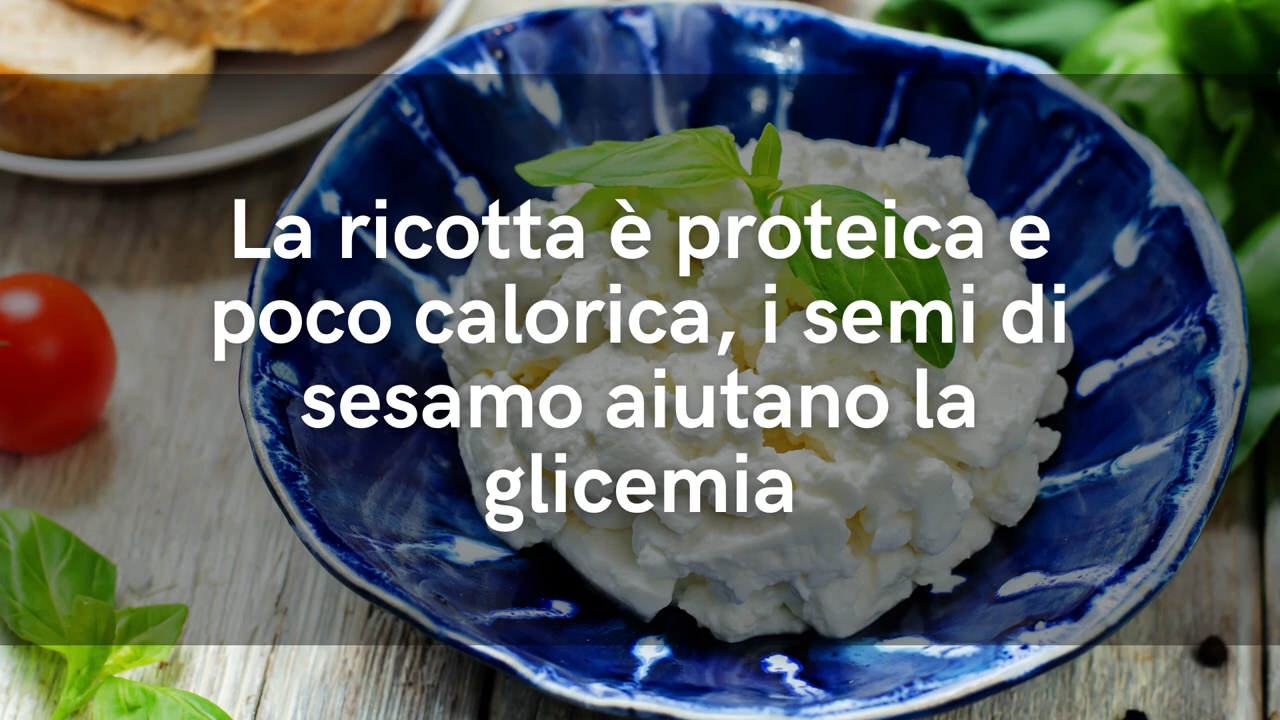 La ricotta è proteica e
poco calorica, i semi di
sesamo aiutano la
glicemia